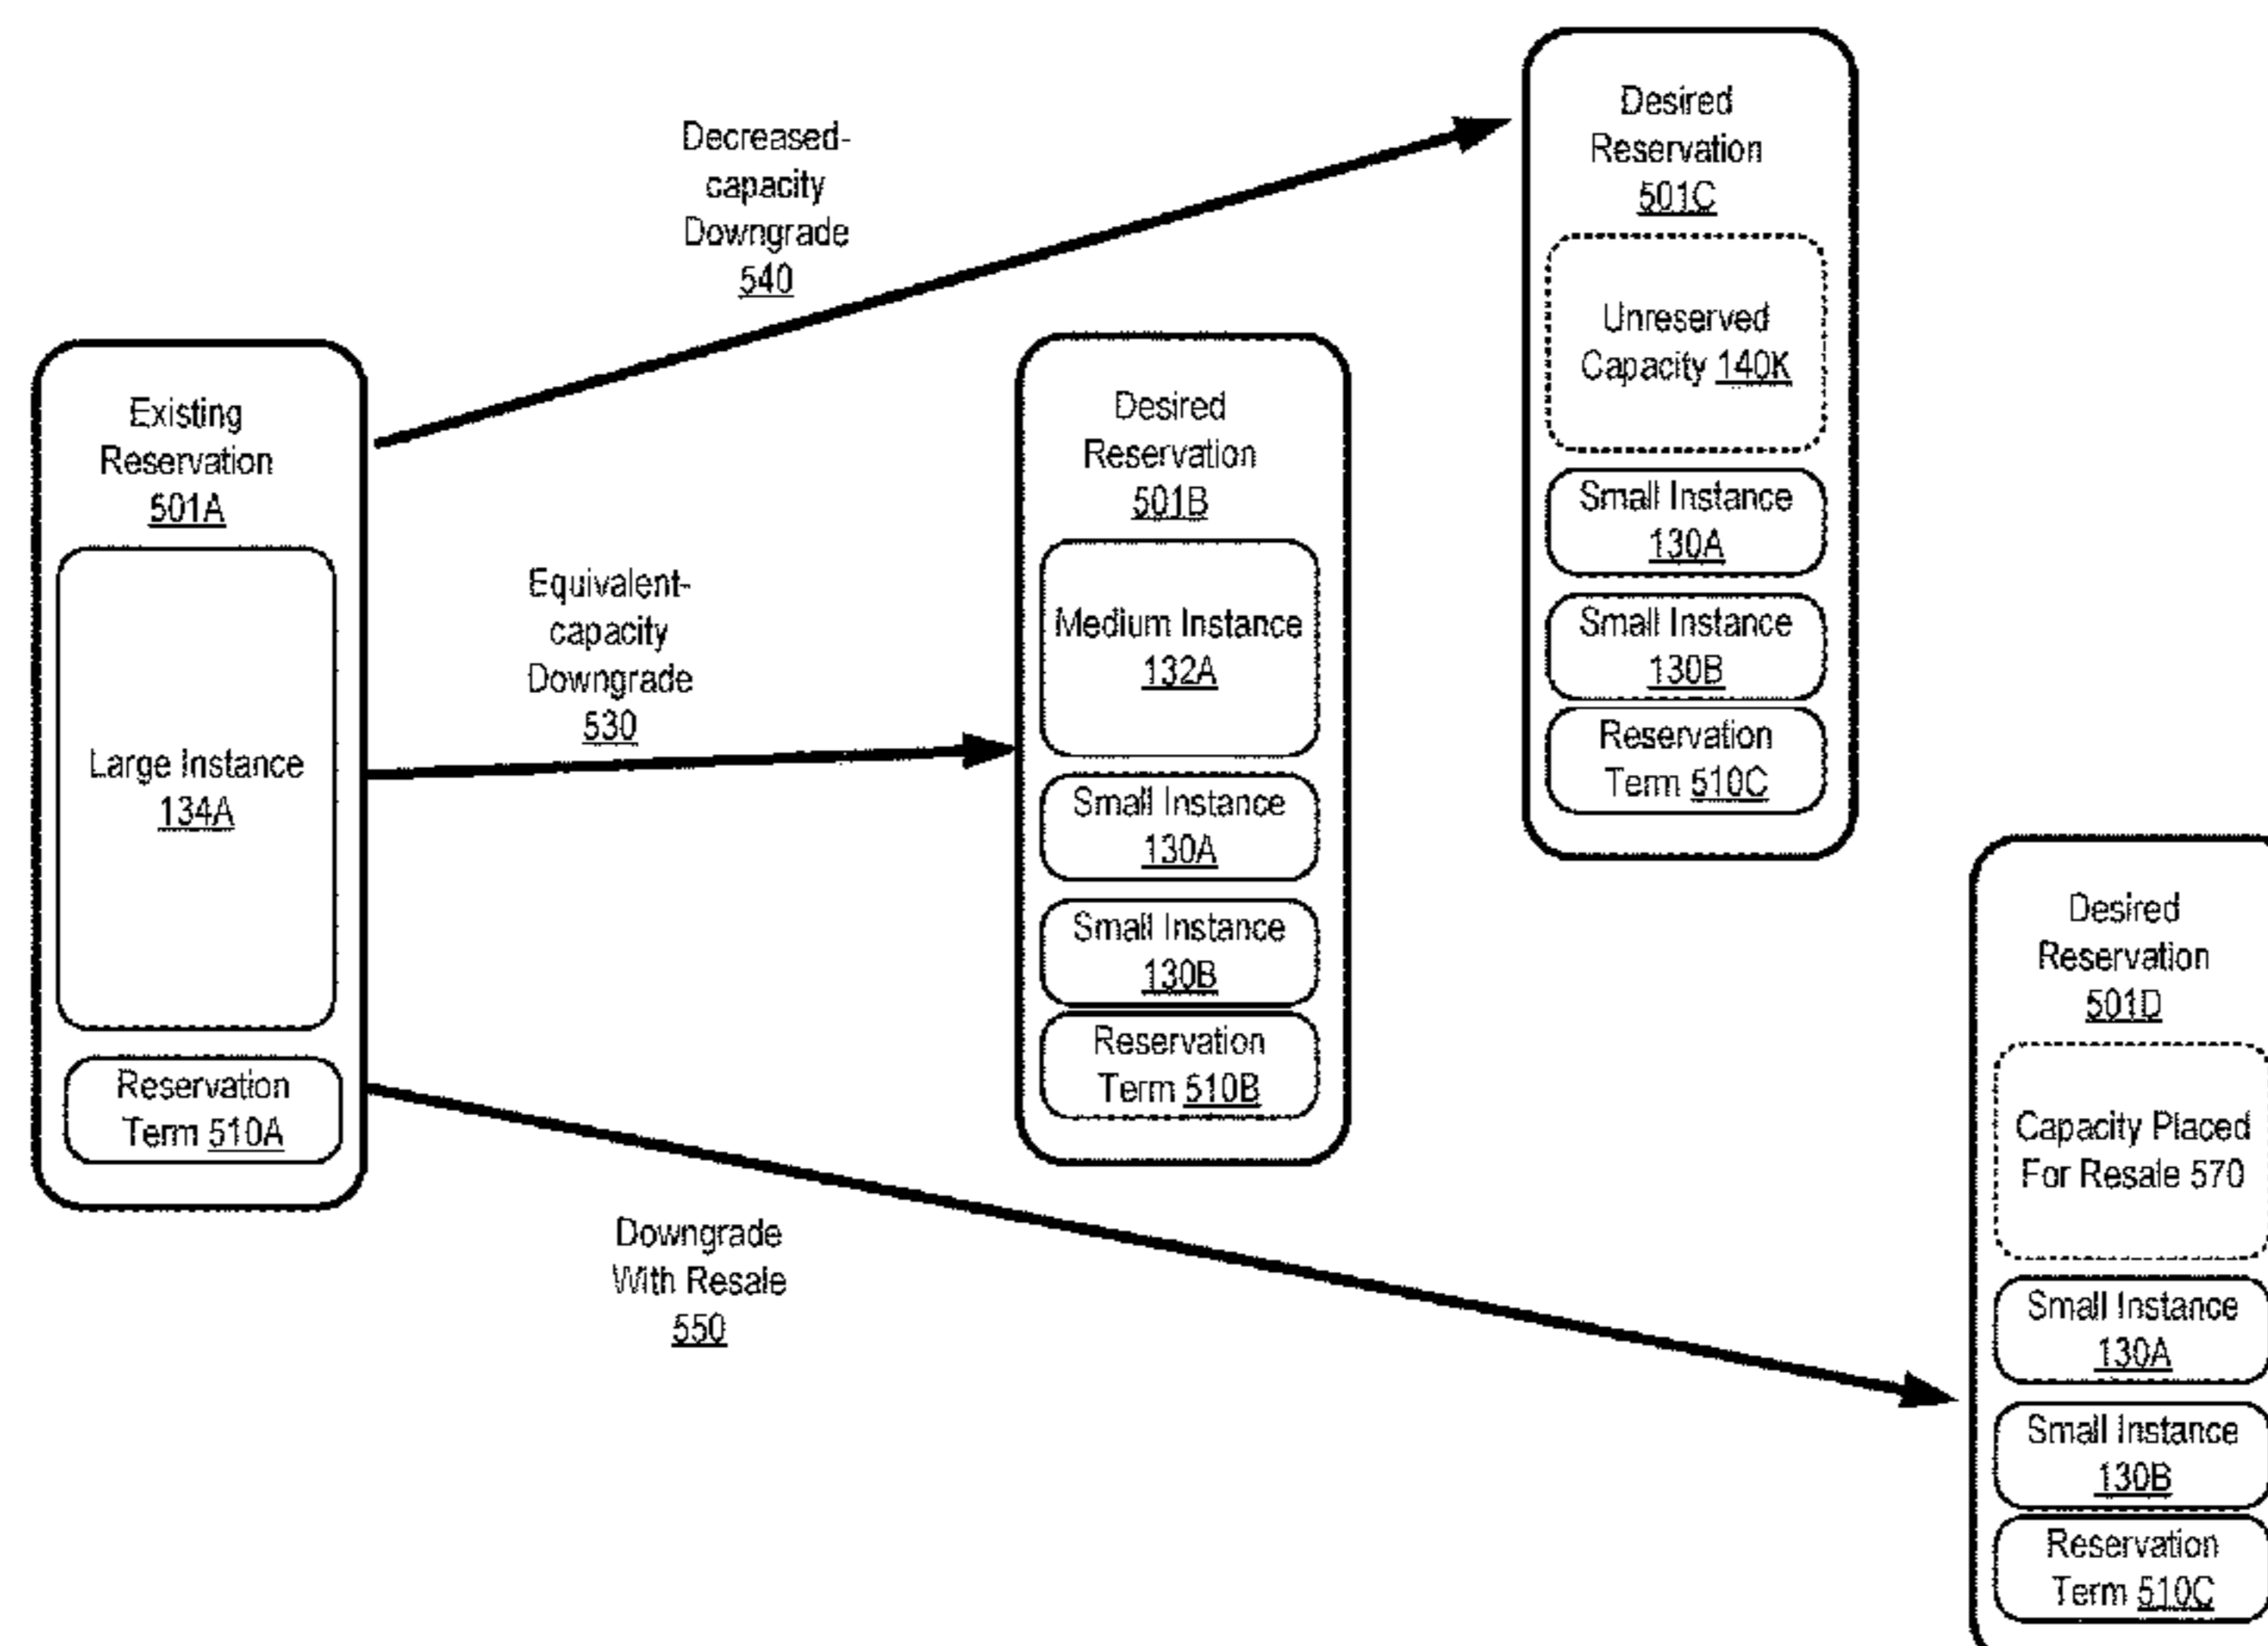 Existing
Reservation
501A
Large Instance
134A
Reservation
Term 510A
Decreased-
capacity
Downgrade
540
Equivalent-
capacity
Downgrade
530
Downgrade
With Resale
550
Desired
Reservation
501B
Medium Instance
132A
Small Instance
130A
Small Instance
130B
Reservation
Term 510B
Desired
Reservation
501C
Unreserved
Capacity 140K
Small Instance
130A
Small Instance
130B
Reservation
Term 510C
Desired
Reservation
501D
Capacity Placed
For Resale 570
Small Instance
130A
Small Instance
130B
Reservation
Term 510C